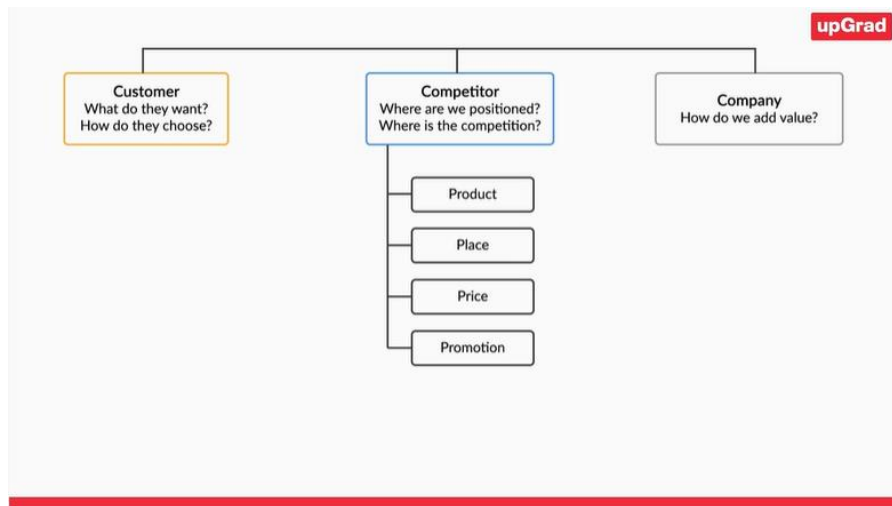 upGrad
Customer
What do they want?
How do they choose?
Competitor
Where are we positioned?
Where is the competition?
Company
How do we add value?
Product
Place
Price
Promotion